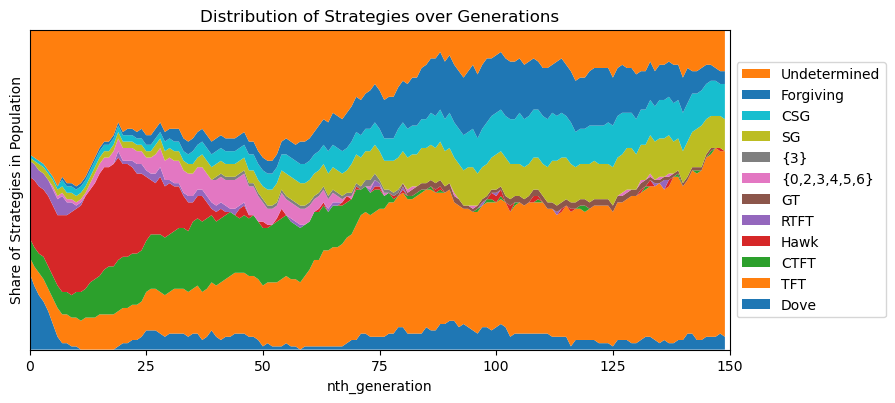 Distribution of Strategies over Generations
Share of Strategies in Population
0 25 50 75 100 125 150
nth_generation
Undetermined
Forgiving
CSG
SG
{3}
{0,2,3,4,5,6}
GT
RTFT
Hawk
CTFT
TFT
Dove